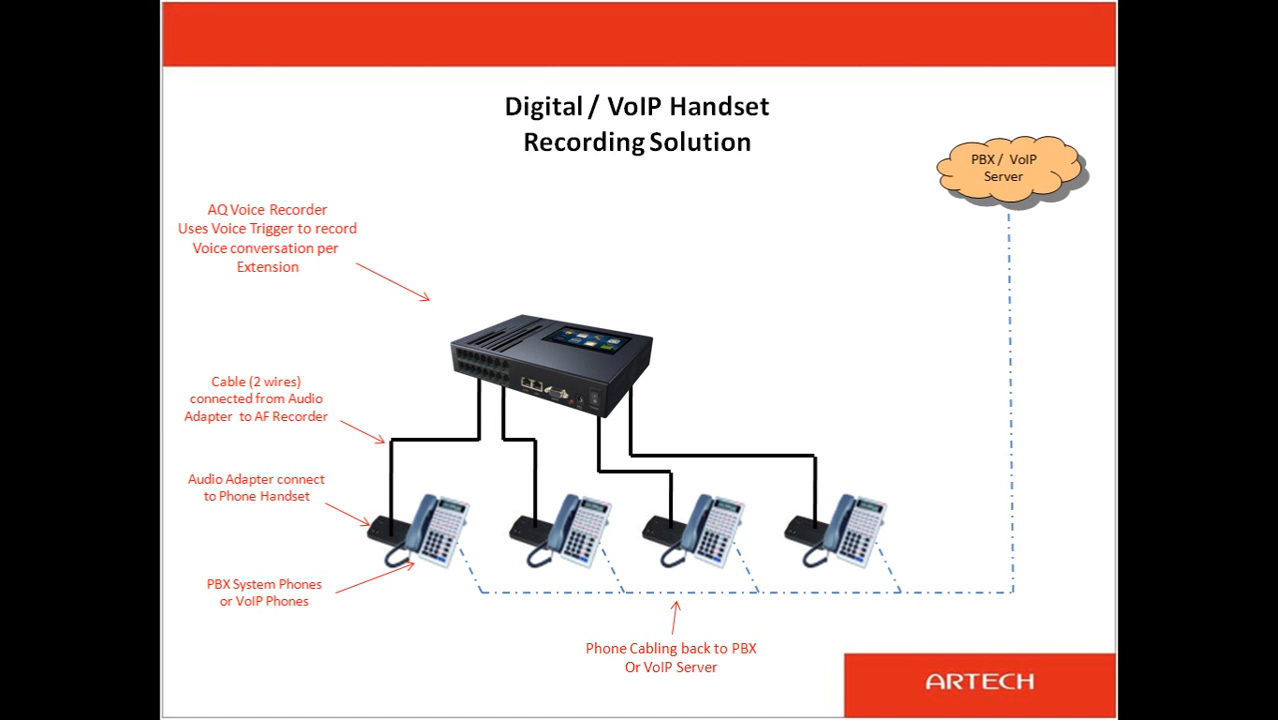 Digital / VoIP Handset
Recording Solution
PBX / VoIP
Server
AQ Voice Recorder
Uses Voice Trigger to record
Voice conversation per
Extension
Cable (2 wires)
connected from Audio
Adapter to AF Recorder
Audio Adapter connect
to Phone Handset
PBX System Phones
or VoIP Phones
Phone Cabling back to PBX
Or VoIP Server
ARTECH